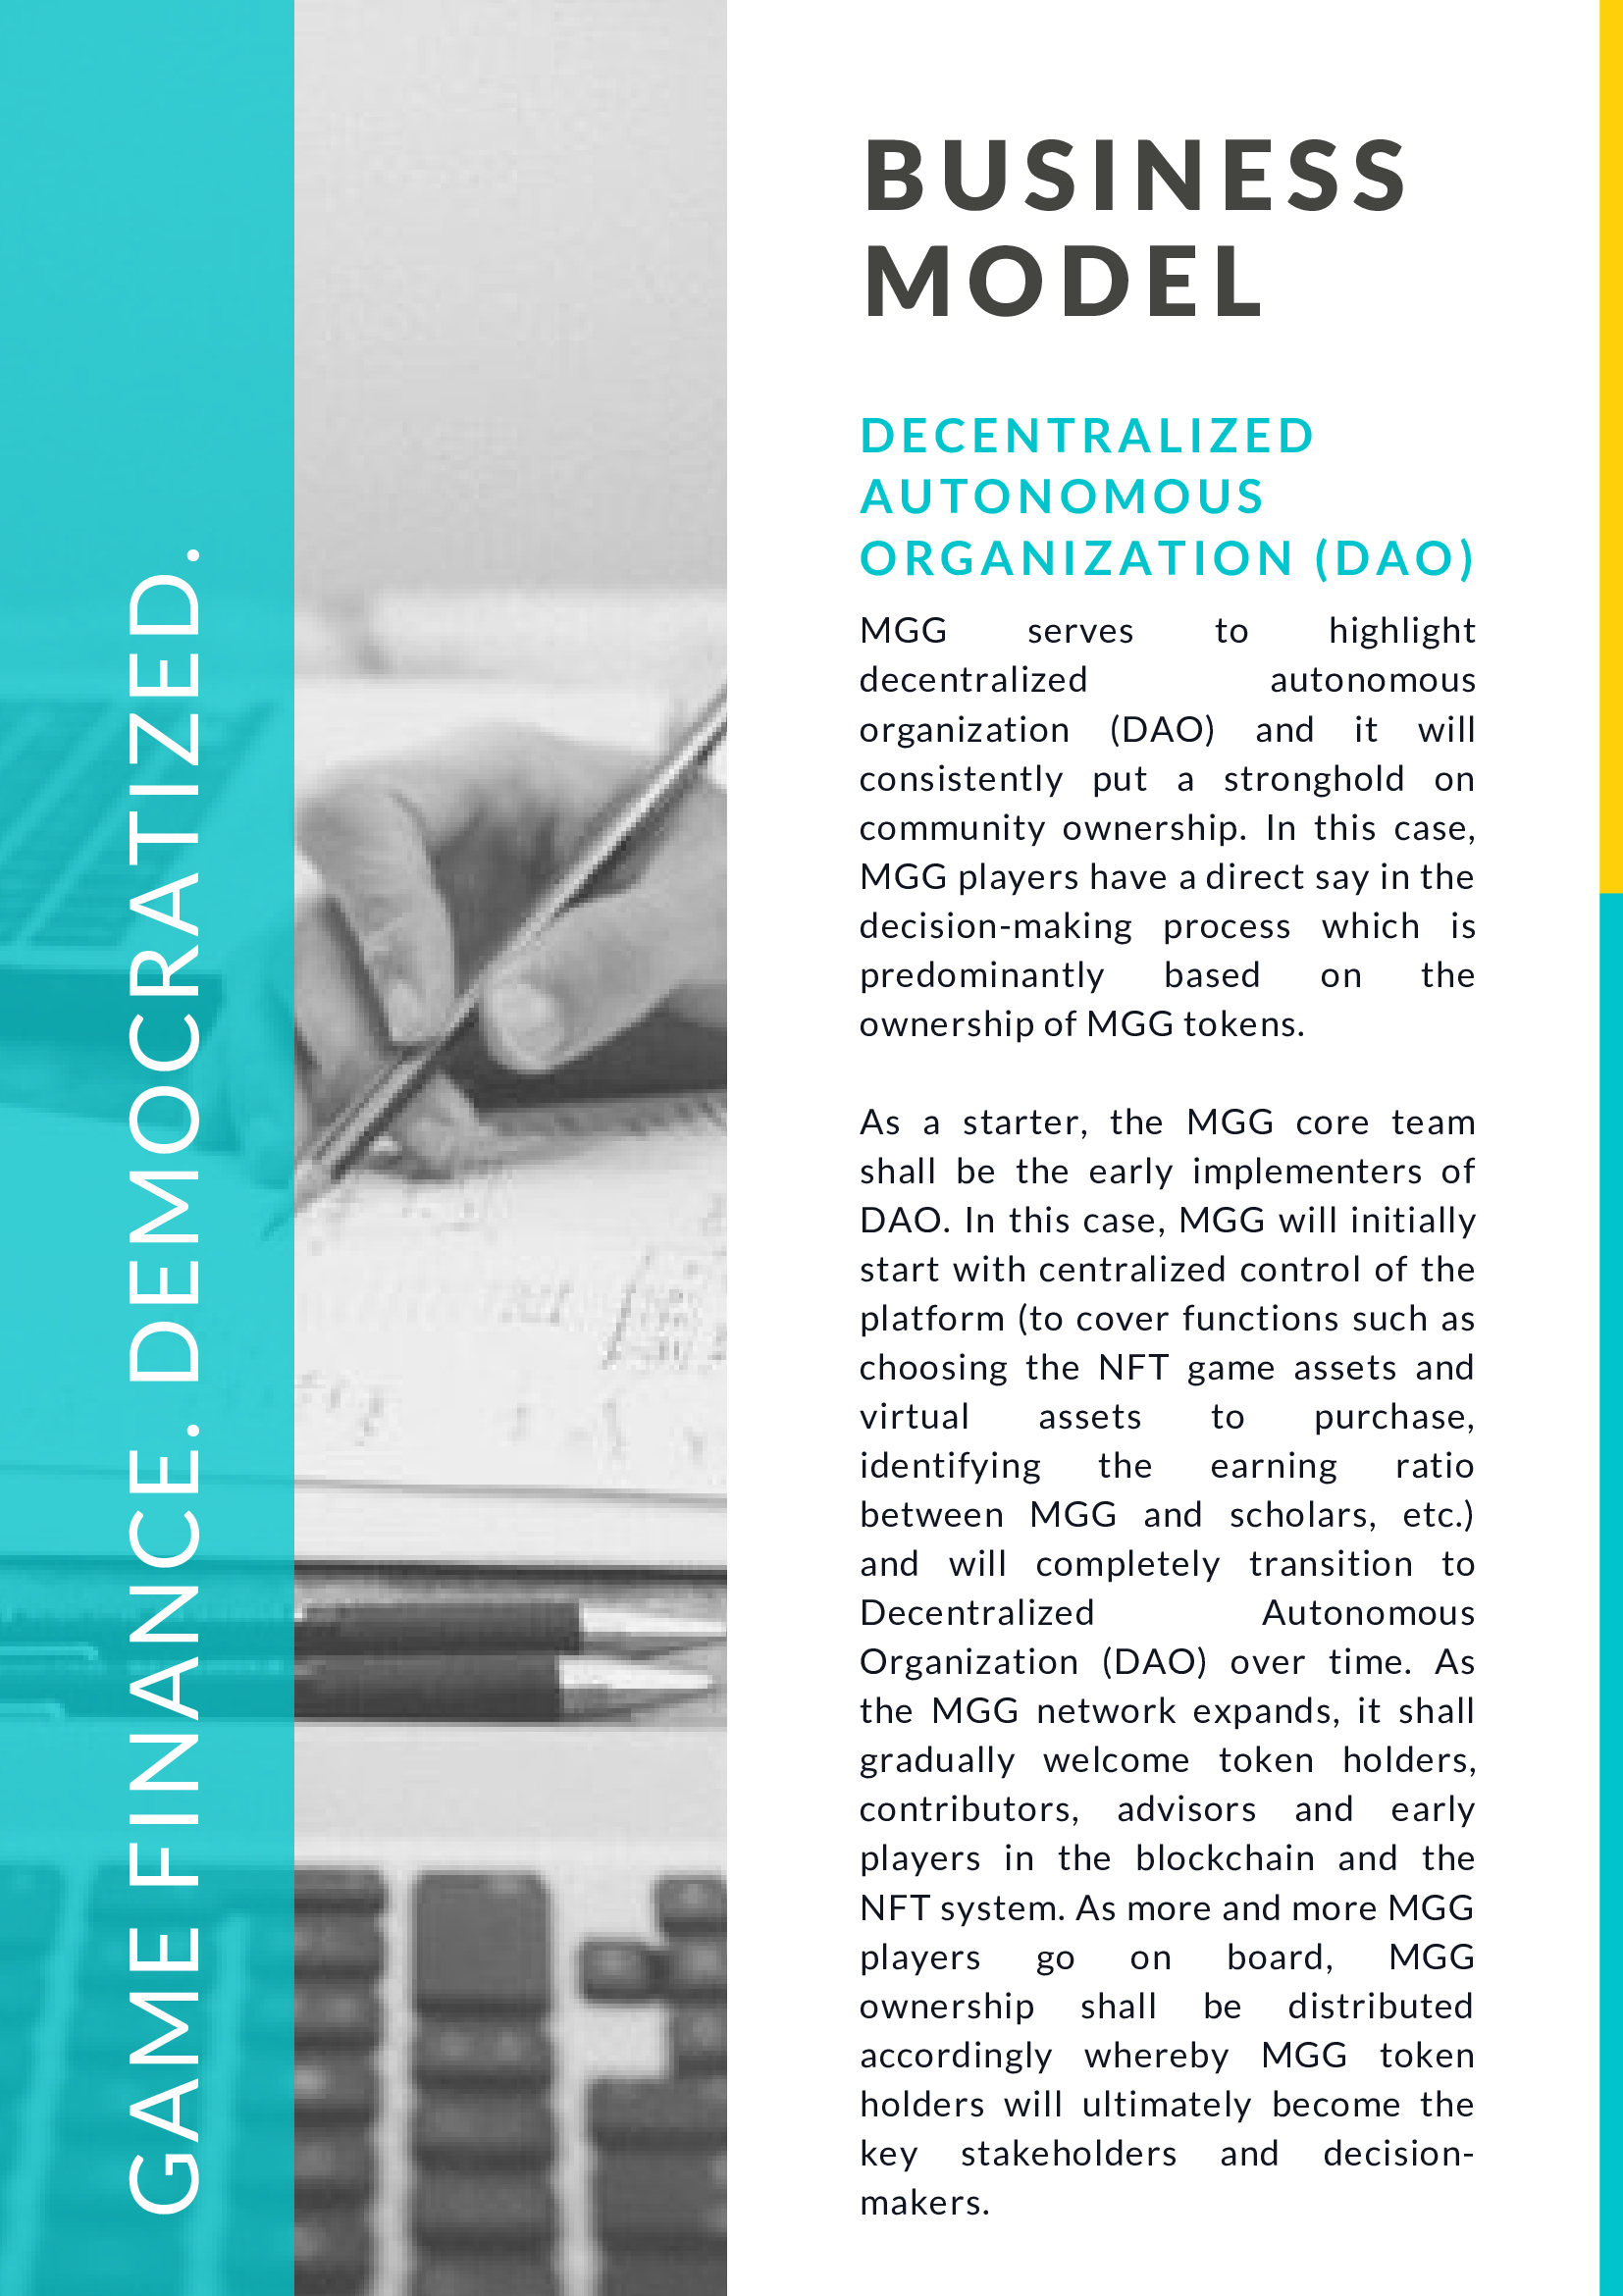 GAME FINANCE. DEMOCRATIZED.
BUSINESS
MODEL
DECENTRALIZED
AUTONOMOUS
ORGANIZATION (DAO)
MGG serves to highlight
decentralized autonomous
organization (DAO) and it will
consistently put a stronghold on
community ownership. In this case,
MGG players have a direct say in the
decision-making process which is
predominantly based on the
ownership of MGG tokens.
As a starter, the MGG core team
shall be the early implementers of
DAO. In this case, MGG will initially
start with centralized control of the
platform (to cover functions such as
choosing the NFT game assets and
virtual assets to purchase,
identifying the earning ratio
between MGG and scholars, etc.)
and will completely transition to
Decentralized Autonomous
Organization (DAO) over time. As
the MGG network expands, it shall
gradually welcome token holders,
contributors, advisors and early
players in the blockchain and the
NFT system. As more and more MGG
players go on board, MGG
ownership shall be distributed
accordingly whereby MGG token
holders will ultimately become the
key stakeholders and decision-
makers.